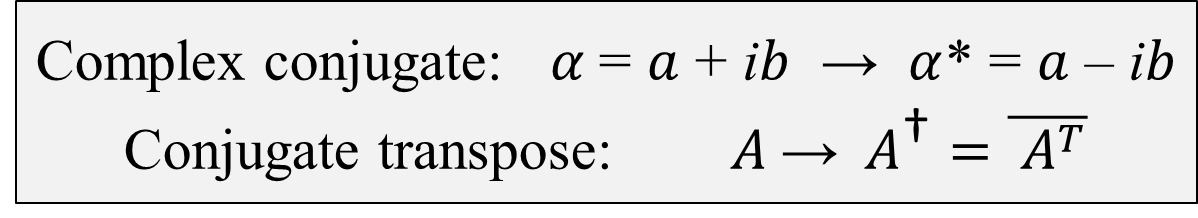 Complex conjugate: α = a + ib → α* = a – ib
Conjugate transpose: A → A† = \overline{A^T}